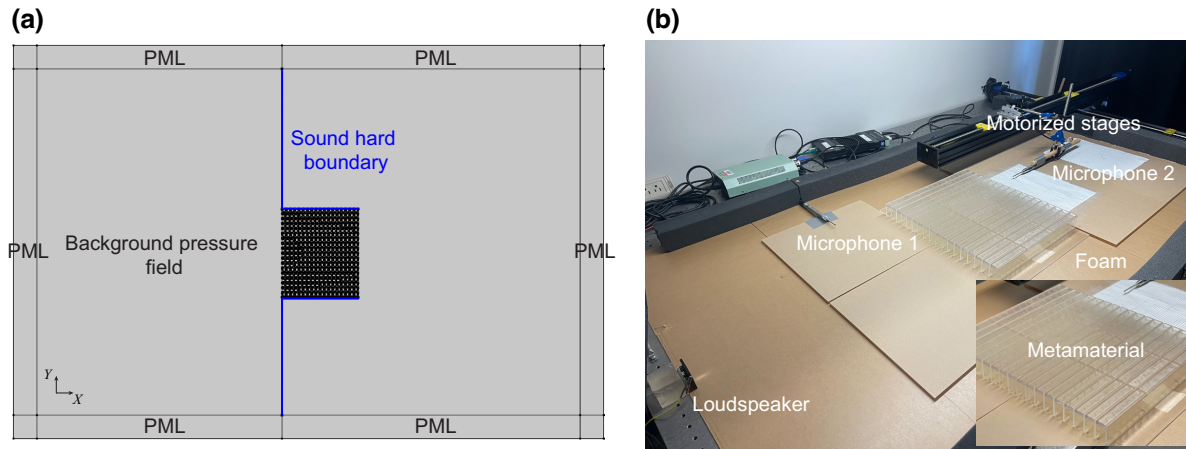 (a)
PML
PML
Sound hard
boundary
PML
Background pressure
field
PML
Y
X
PML
PML
(b)
Motorized stages
Microphone 2
Microphone 1
Foam
Metamaterial
Loudspeaker